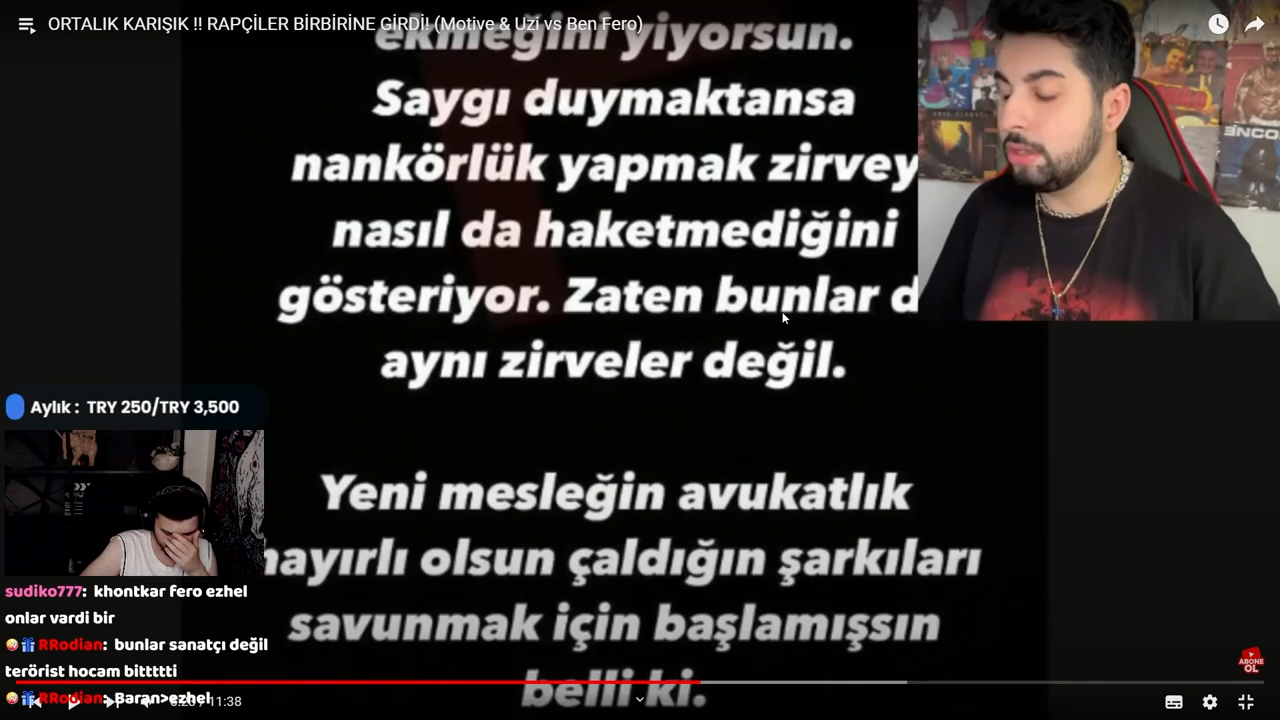 ORTALIK KARIŞIK !! RAPÇİLER BİRBİRİNE GİRDİ! (Motive & Uzi vs Ben Fero)
ekmeğini yiyorsun.
Saygı duymaktansa
nankörlük yapmak zirvey
nasıl da haketmediğini
gösteriyor. Zaten bunlar d
aynı zirveler değil.
Yeni mesleğin avukatlık
hayırlı olsun çaldığın şarkıları
savunmak için başlamışsın
belli ki.
Aylık : TRY 250/TRY 3,500
sudiko777: khontkar fero ezhel
onlar vardi bir
RRodian: bunlar sanatçı değil
terörist hocam bittttti
RRodian: Baran>ezhel
11:38
ABONE
OL